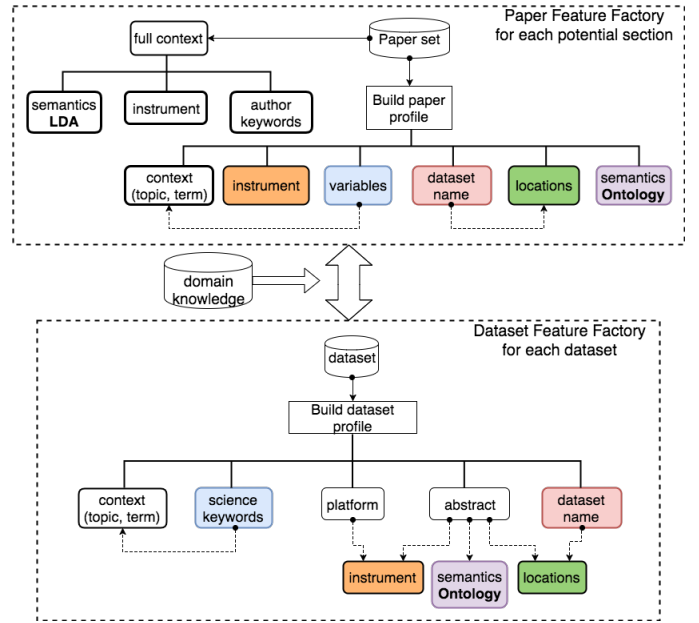 Paper Feature Factory
for each potential section
full context
Paper set
semantics
LDA
instrument
author
keywords
Build paper
profile
context
(topic, term)
instrument
variables
dataset
name
locations
semantics
Ontology
domain
knowledge
Dataset Feature Factory
for each dataset
dataset
Build dataset
profile
context
(topic, term)
science
keywords
platform
abstract
dataset
name
instrument
semantics
Ontology
locations